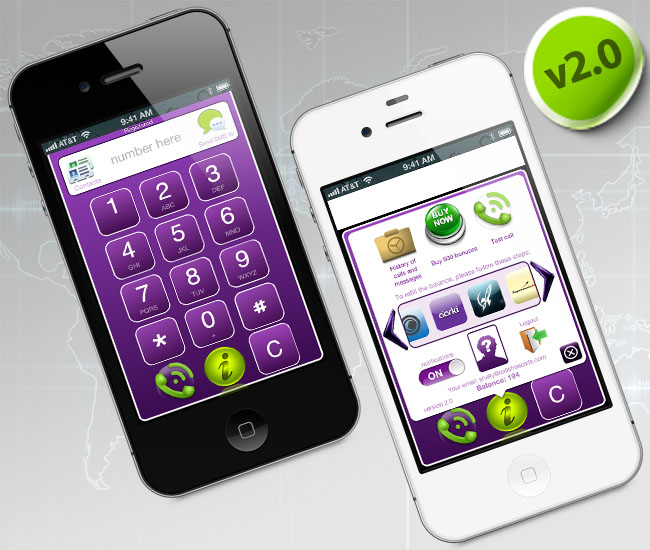 v2.0
AT&T
9:41 AM
Registered
Contacts
number here
Send SMS to
1
2
ABC
3
DEF
4
GHI
5
JKL
6
MNO
7
PQRS
8
TUV
9
WXYZ
*
0
+
#
i
C
AT&T
9:41 AM
History of
calls and
messages
BUY
NOW
Buy 500 bonuses
Test call
To refill the balance, please follow these steps:
aarki
notifications
ON
?
Logout
Balance: 194
version 2.0
i
C